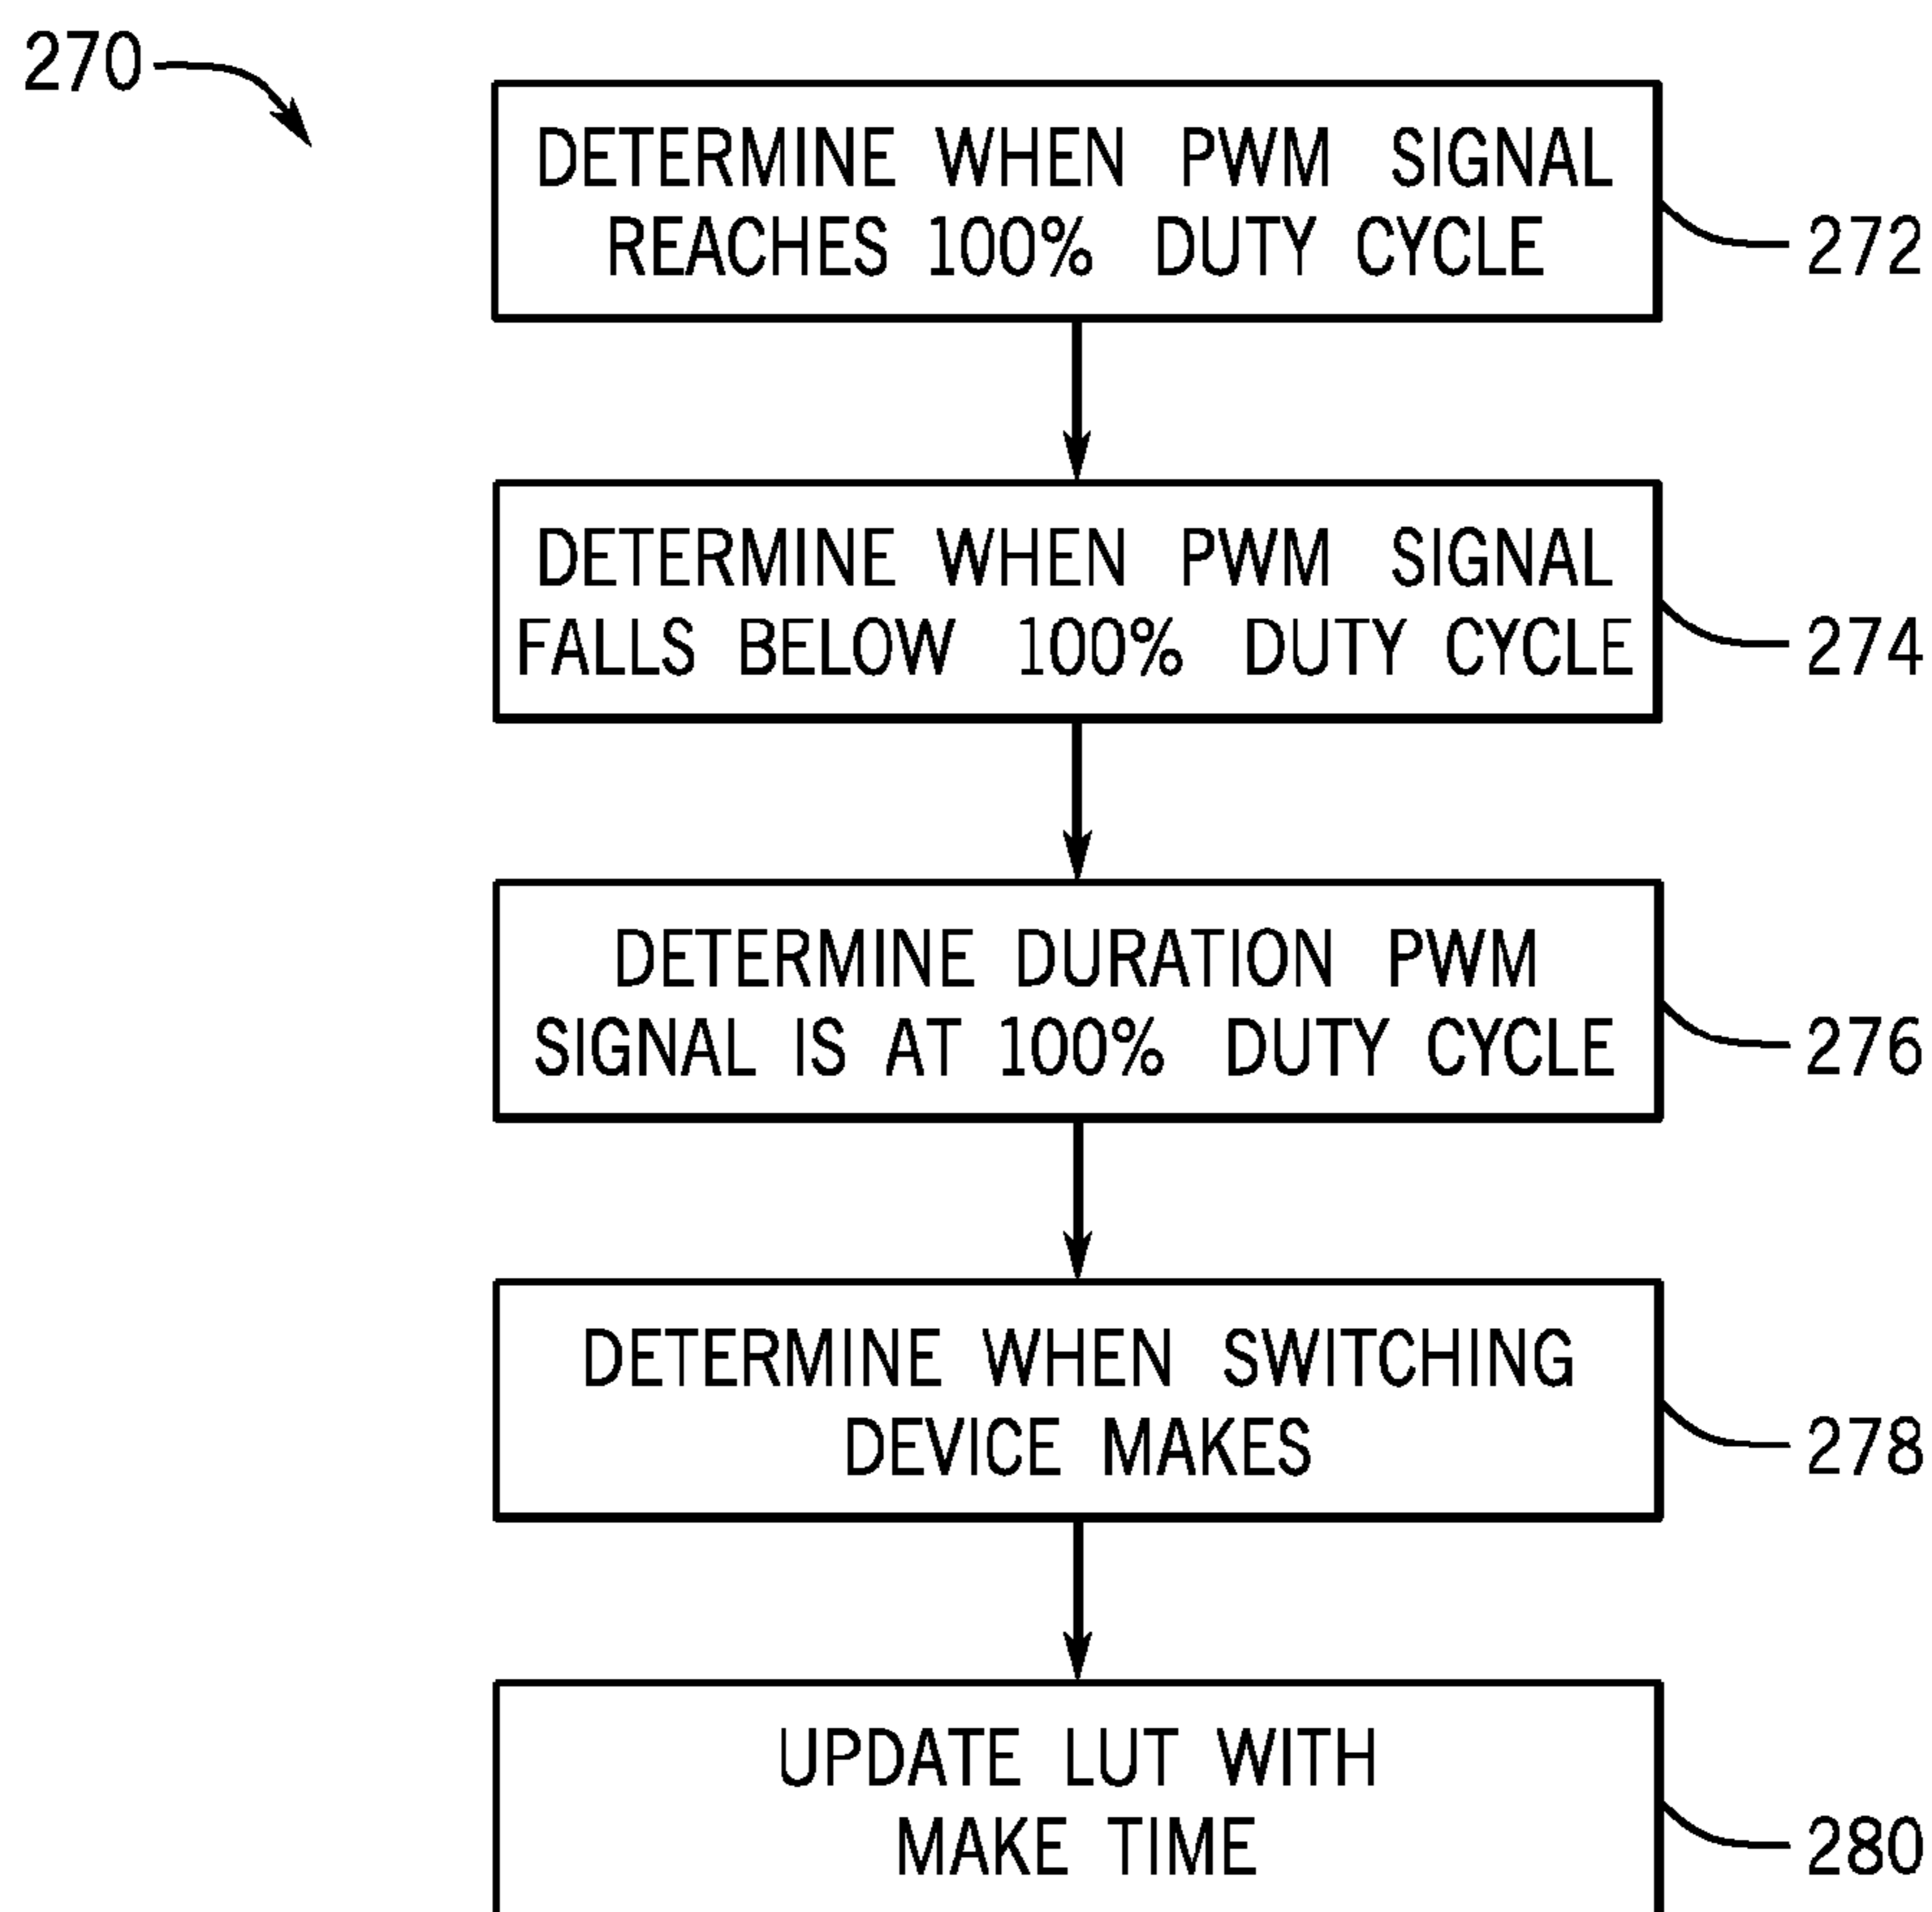 270
DETERMINE WHEN PWM SIGNAL
REACHES 100% DUTY CYCLE
272
DETERMINE WHEN PWM SIGNAL
FALLS BELOW 100% DUTY CYCLE
274
DETERMINE DURATION PWM
SIGNAL IS AT 100% DUTY CYCLE
276
DETERMINE WHEN SWITCHING
DEVICE MAKES
278
UPDATE LUT WITH
MAKE TIME
280